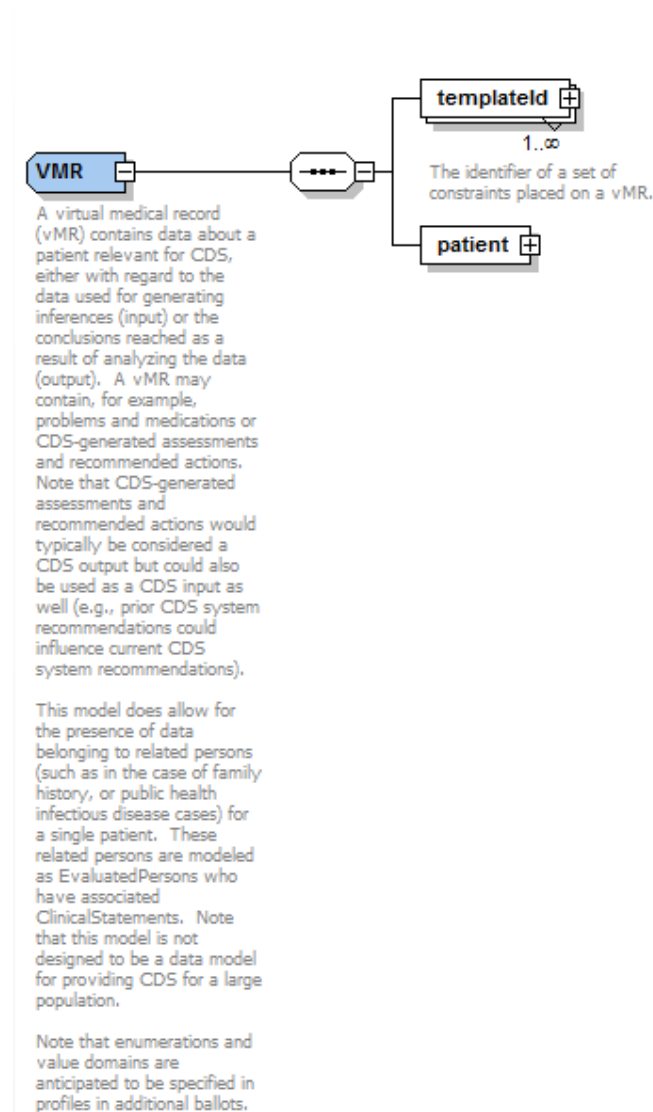 templateId
1..∞
The identifier of a set of
constraints placed on a vMR.
VMR
patient
A virtual medical record
(vMR) contains data about a
patient relevant for CDS,
either with regard to the
data used for generating
inferences (input) or the
conclusions reached as a
result of analyzing the data
(output).  A vMR may
contain, for example,
problems and medications or
CDS-generated assessments
and recommended actions.
Note that CDS-generated
assessments and
recommended actions would
typically be considered a
CDS output but could also
be used as a CDS input as
well (e.g., prior CDS system
recommendations could
influence current CDS
system recommendations).
This model does allow for
the presence of data
belonging to related persons
(such as in the case of family
history, or public health
infectious disease cases) for
a single patient.  These
related persons are modeled
as EvaluatedPersons who
have associated
ClinicalStatements.  Note
that this model is not
designed to be a data model
for providing CDS for a large
population.
Note that enumerations and
value domains are
anticipated to be specified in
profiles in additional ballots.